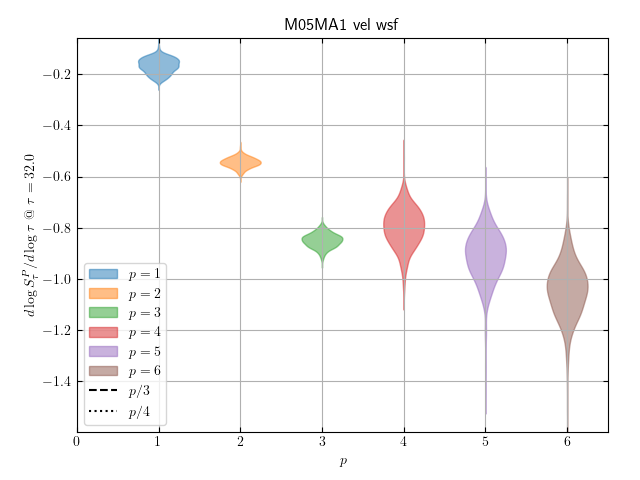 M05MA1 vel wsf
d log S_τ^P / d log τ @ τ = 32.0
−0.2
−0.4
−0.6
−0.8
−1.0
−1.2
−1.4
p = 1
p = 2
p = 3
p = 4
p = 5
p = 6
p/3
p/4
0 1 2 3 4 5 6
p